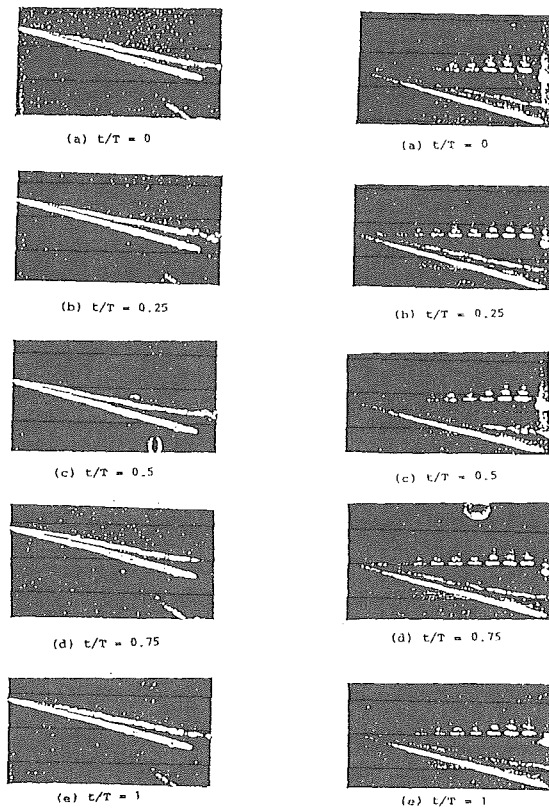 (a) t/T = 0
(a) t/T = 0
(b) t/T = 0.25
(b) t/T = 0.25
(c) t/T = 0.5
(c) t/T = 0.5
(d) t/T = 0.75
(d) t/T = 0.75
(e) t/T = 1
(e) t/T = 1